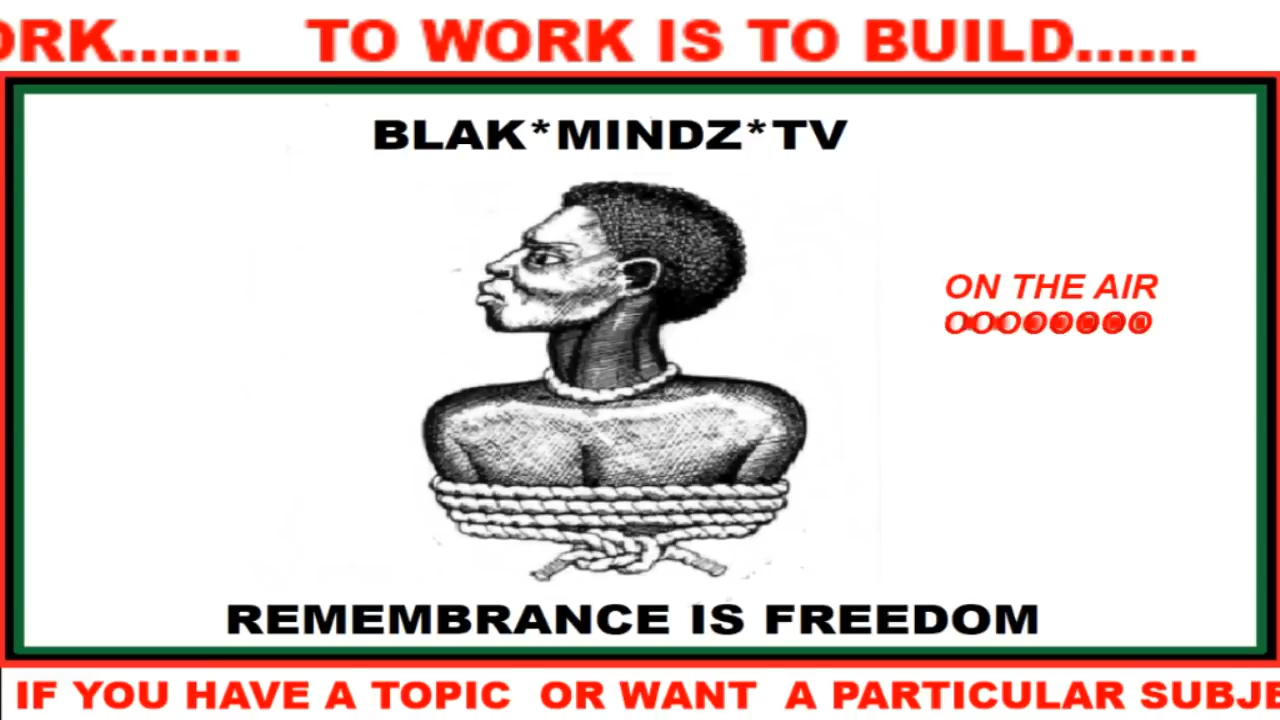 ORK...... TO WORK IS TO BUILD......
BLAK*MINDZ*TV
ON THE AIR
OOOOOOOO
REMEMBRANCE IS FREEDOM
IF YOU HAVE A TOPIC OR WANT A PARTICULAR SUBJE